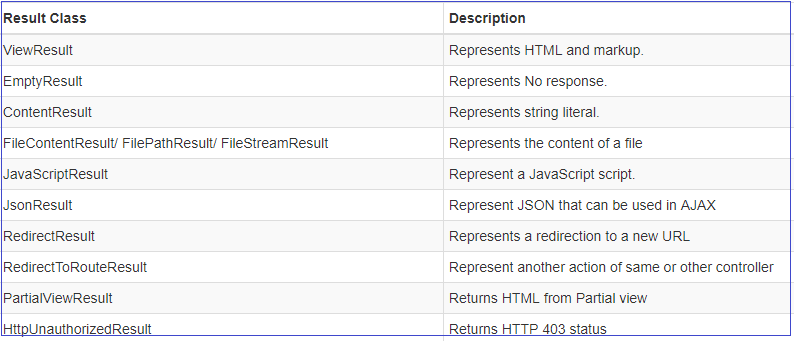 Result Class Description
ViewResult Represents HTML and markup.
EmptyResult Represents No response.
ContentResult Represents string literal.
FileContentResult/ FilePathResult/ FileStreamResult Represents the content of a file
JavaScriptResult Represent a JavaScript script.
JsonResult Represent JSON that can be used in AJAX
RedirectResult Represents a redirection to a new URL
RedirectToRouteResult Represent another action of same or other controller
PartialViewResult Returns HTML from Partial view
HttpUnauthorizedResult Returns HTTP 403 status